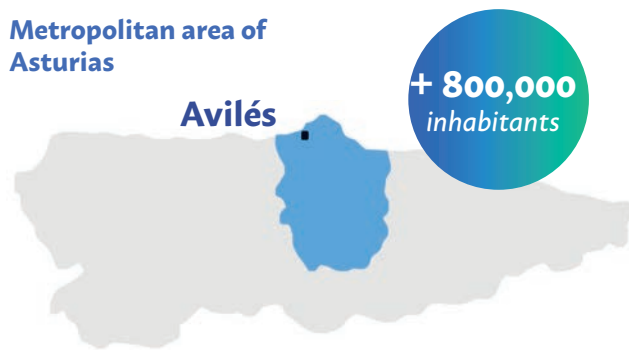 Metropolitan area of
Asturias
Avilés
+ 800,000
inhabitants